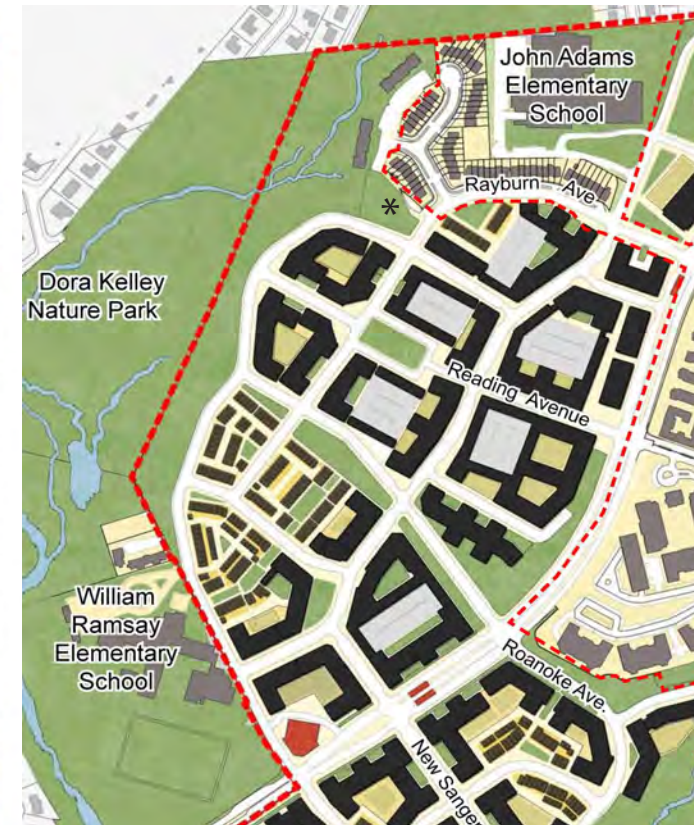 John Adams
Elementary
School
Rayburn Ave
*
Dora Kelley
Nature Park
Reading Avenue
William
Ramsay
Elementary
School
Roanoke Ave.
New Sanger